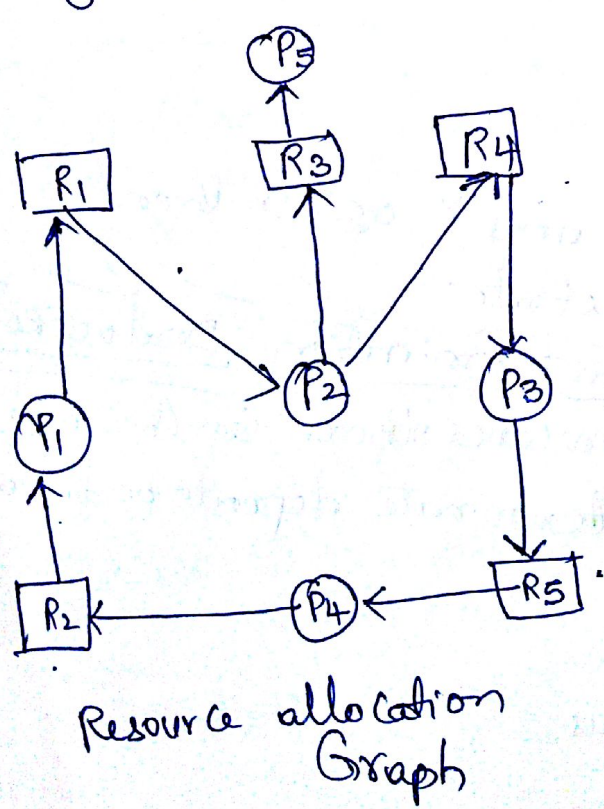 P5
R1 R3 R4
P1 P2 P3
R2 P4 R5
Resource allocation
Graph